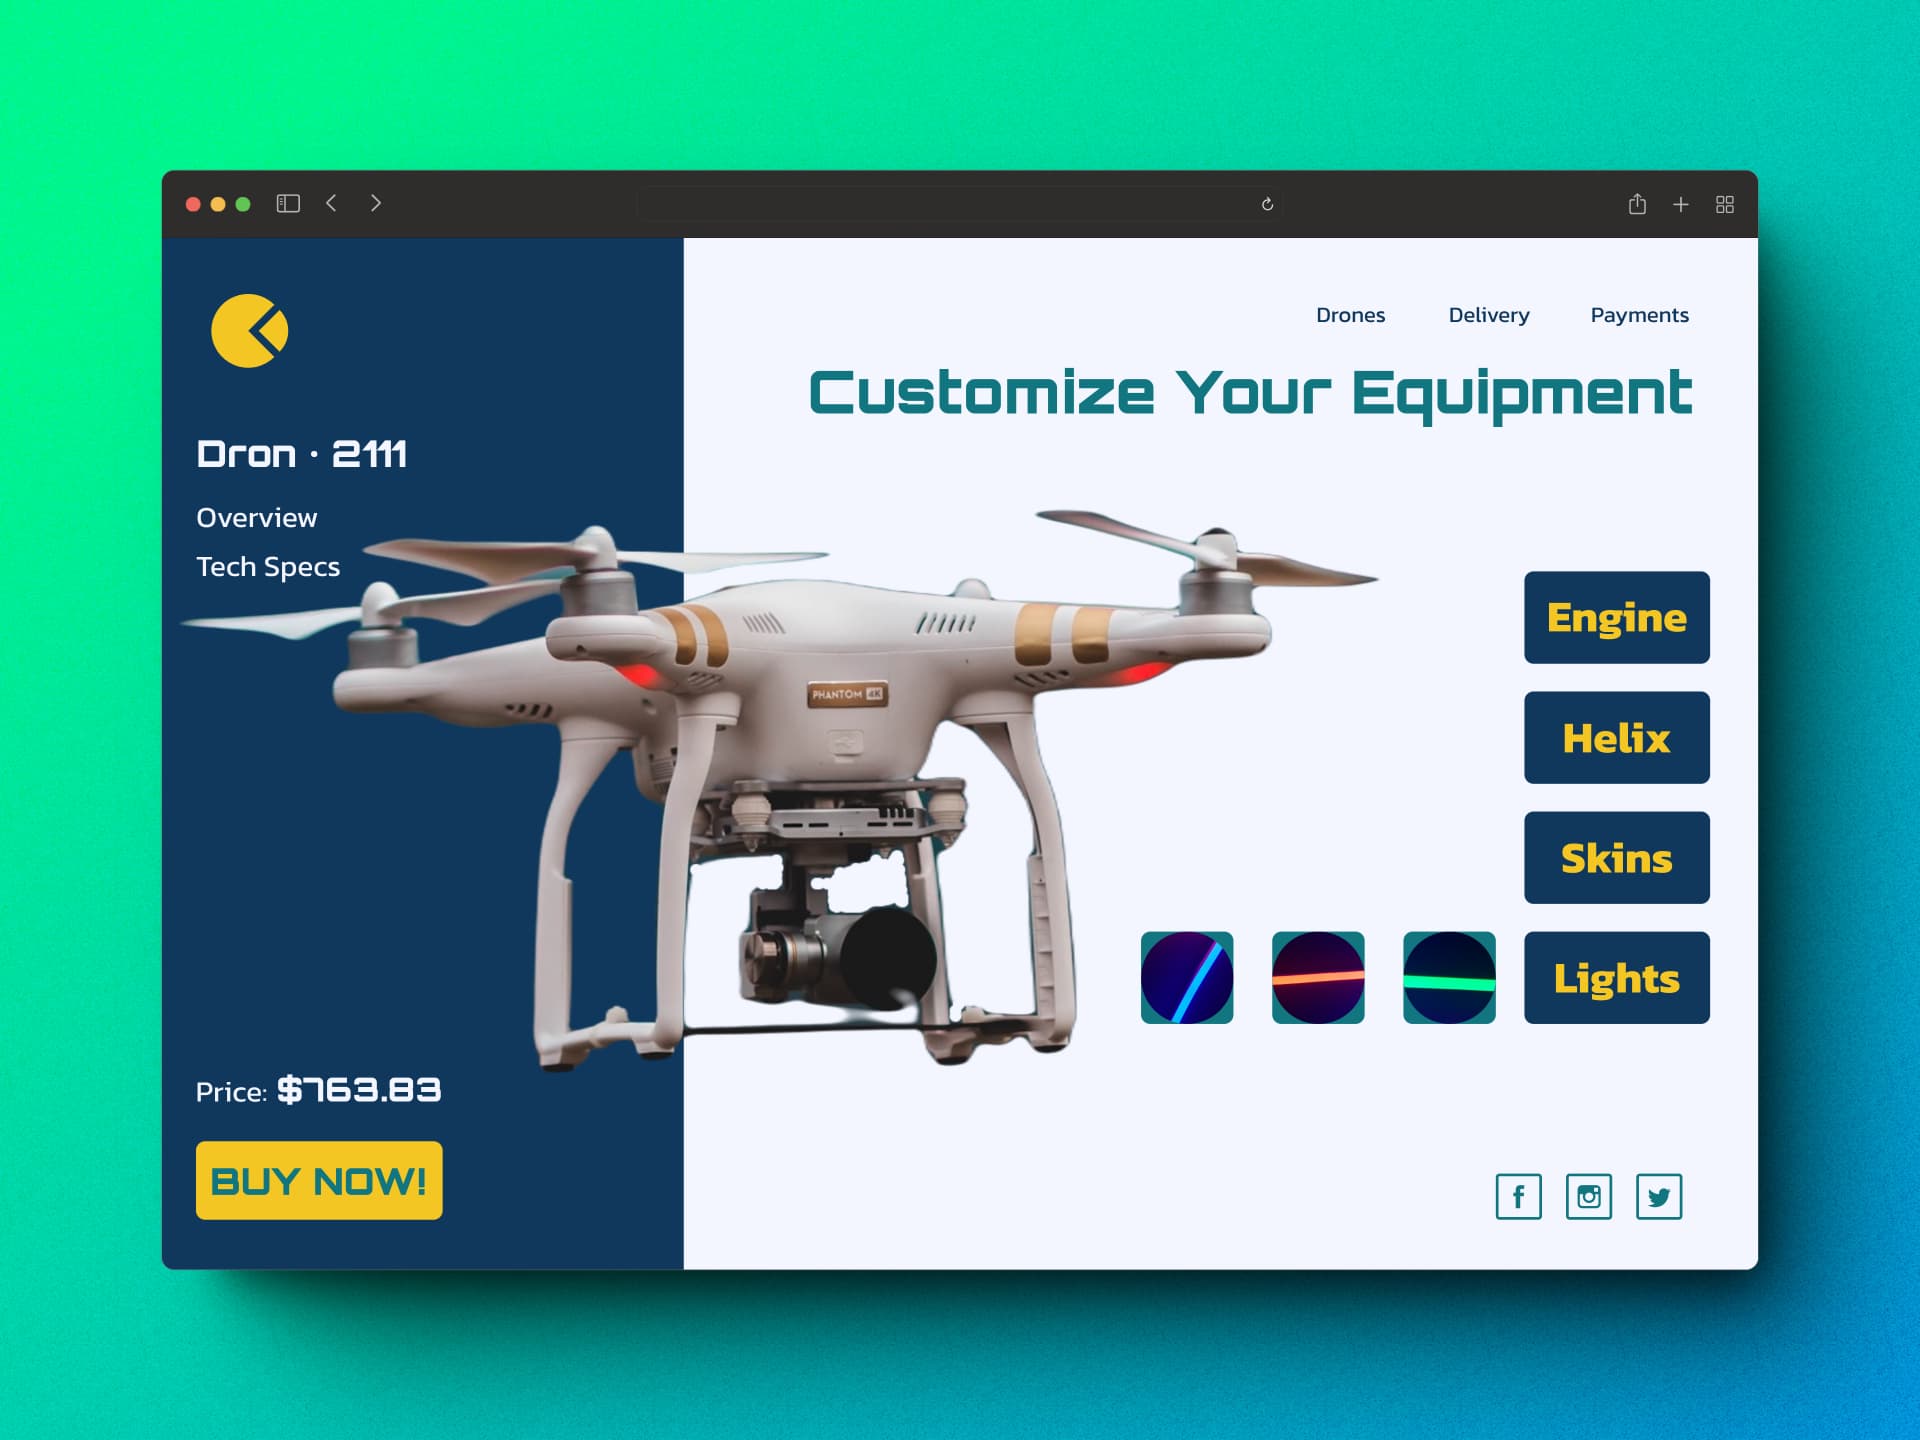 Drones Delivery Payments
Customize Your Equipment
Dron · 2111
Overview
Tech Specs
PHANTOM 4K
Engine
Helix
Skins
Lights
Price: $763.83
BUY NOW!